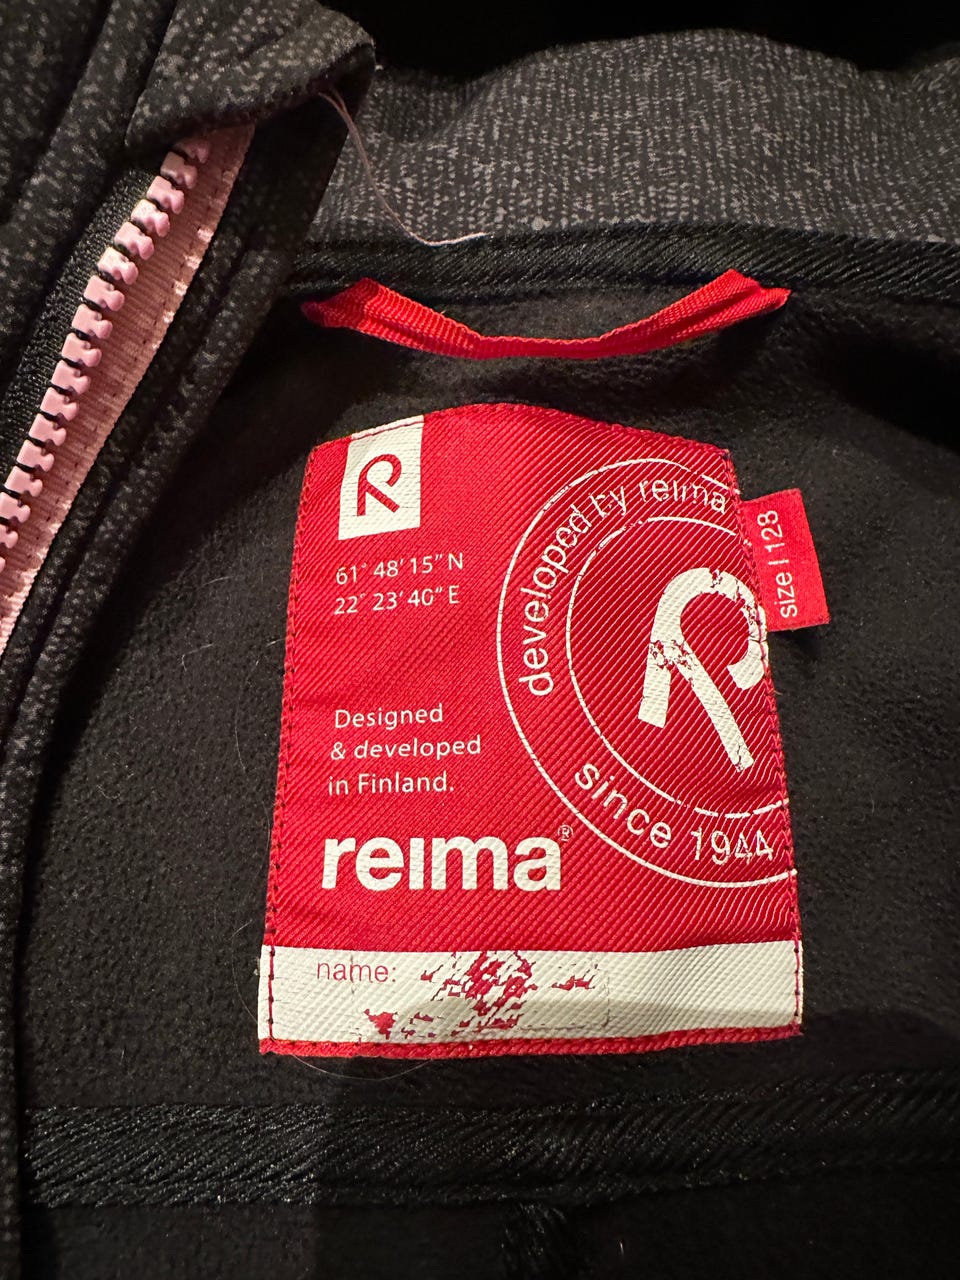 R
61° 48' 15" N
22° 23' 40" E
developed by reima
R
since 1944
size | 128
Designed
& developed
in Finland.
reima®
name: